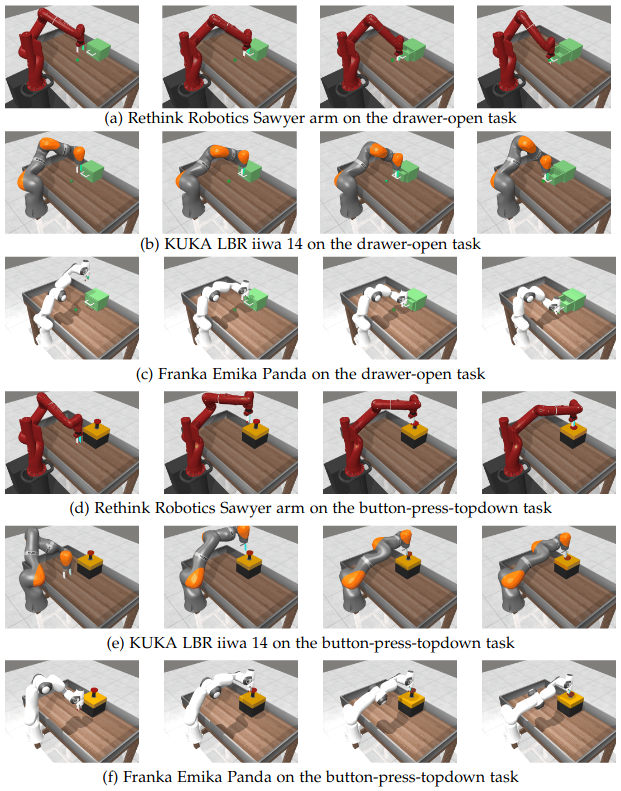 (a) Rethink Robotics Sawyer arm on the drawer-open task
(b) KUKA LBR iiwa 14 on the drawer-open task
(c) Franka Emika Panda on the drawer-open task
(d) Rethink Robotics Sawyer arm on the button-press-topdown task
(e) KUKA LBR iiwa 14 on the button-press-topdown task
(f) Franka Emika Panda on the button-press-topdown task